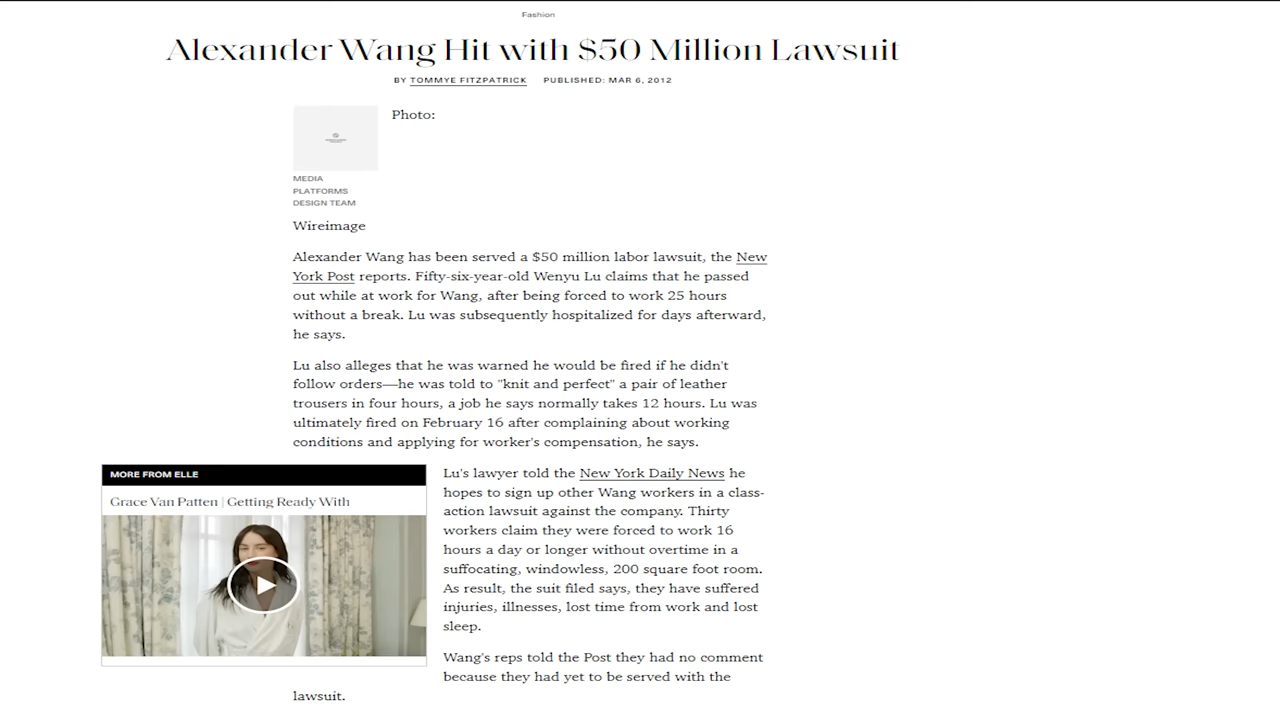 Fashion
Alexander Wang Hit with $50 Million Lawsuit
BY TOMMYE FITZPATRICK PUBLISHED: MAR 6, 2012
Photo:
MEDIA
PLATFORMS
DESIGN TEAM
Wireimage
Alexander Wang has been served a $50 million labor lawsuit, the New
York Post reports. Fifty-six-year-old Wenyu Lu claims that he passed
out while at work for Wang, after being forced to work 25 hours
without a break. Lu was subsequently hospitalized for days afterward,
he says.
Lu also alleges that he was warned he would be fired if he didn't
follow orders—he was told to "knit and perfect" a pair of leather
trousers in four hours, a job he says normally takes 12 hours. Lu was
ultimately fired on February 16 after complaining about working
conditions and applying for worker's compensation, he says.
MORE FROM ELLE
Grace Van Patten | Getting Ready With
Lu's lawyer told the New York Daily News he
hopes to sign up other Wang workers in a class-
action lawsuit against the company. Thirty
workers claim they were forced to work 16
hours a day or longer without overtime in a
suffocating, windowless, 200 square foot room.
As result, the suit filed says, they have suffered
injuries, illnesses, lost time from work and lost
sleep.
Wang's reps told the Post they had no comment
because they had yet to be served with the
lawsuit.